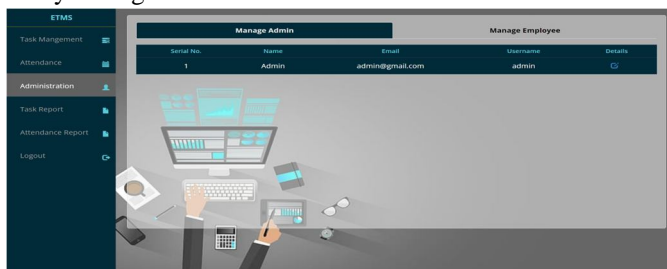 ETMS
Task Mangement
Attendance
Administration
Task Report
Attendance Report
Logout
Manage Admin Manage Employee
Serial No. Name Email Username Details
1 Admin admin@gmail.com admin